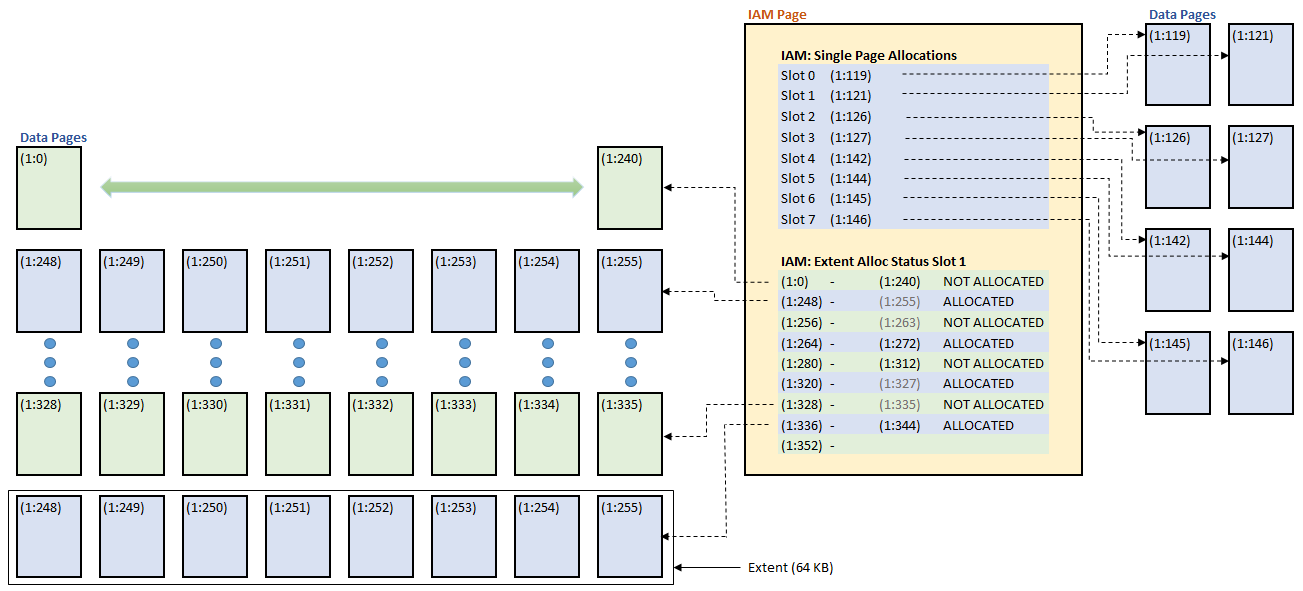 IAM Page
Data Pages
(1:119) (1:121)
IAM: Single Page Allocations
Slot 0 (1:119)
Slot 1 (1:121)
Slot 2 (1:126)
Slot 3 (1:127)
Slot 4 (1:142)
Slot 5 (1:144)
Slot 6 (1:145)
Slot 7 (1:146)
(1:126) (1:127)
(1:142) (1:144)
(1:145) (1:146)
IAM: Extent Alloc Status Slot 1
(1:0) - (1:240) NOT ALLOCATED
(1:248) - (1:255) ALLOCATED
(1:256) - (1:263) NOT ALLOCATED
(1:264) - (1:272) ALLOCATED
(1:280) - (1:312) NOT ALLOCATED
(1:320) - (1:327) ALLOCATED
(1:328) - (1:335) NOT ALLOCATED
(1:336) - (1:344) ALLOCATED
(1:352) -
Data Pages
(1:0) (1:240)
(1:248) (1:249) (1:250) (1:251) (1:252) (1:253) (1:254) (1:255)
(1:328) (1:329) (1:330) (1:331) (1:332) (1:333) (1:334) (1:335)
(1:248) (1:249) (1:250) (1:251) (1:252) (1:253) (1:254) (1:255)
Extent (64 KB)